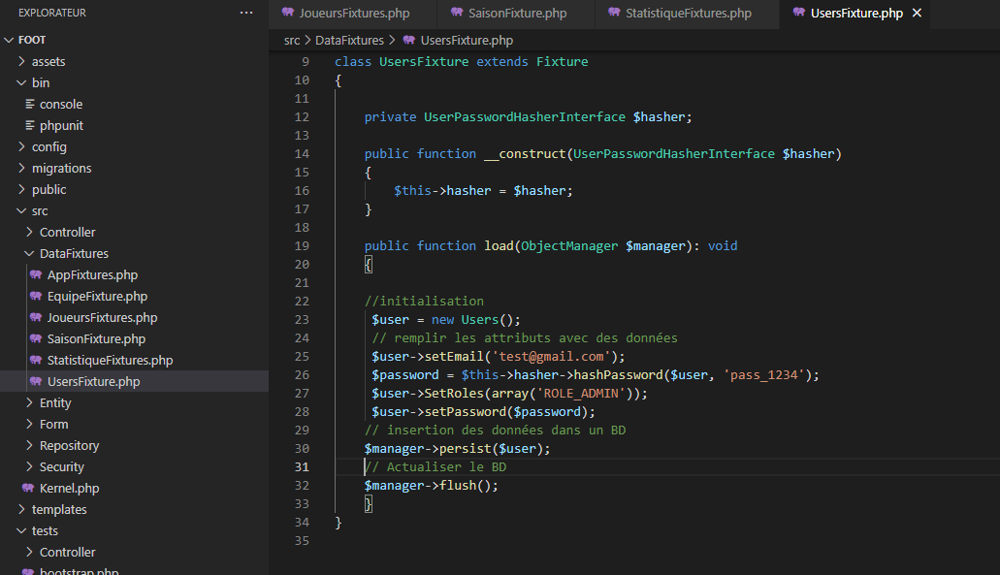 EXPLORATEUR
FOOT
assets
bin
console
phpunit
config
migrations
public
src
Controller
DataFixtures
AppFixtures.php
EquipeFixture.php
JoueursFixtures.php
SaisonFixture.php
StatistiqueFixtures.php
UsersFixture.php
Entity
Form
Repository
Security
Kernel.php
templates
tests
Controller
bootstrap.php
JoueursFixtures.php SaisonFixture.php StatistiqueFixtures.php UsersFixture.php
src > DataFixtures > UsersFixture.php
9 class UsersFixture extends Fixture
10 {
11
12 private UserPasswordHasherInterface $hasher;
13
14 public function __construct(UserPasswordHasherInterface $hasher)
15 {
16 $this->hasher = $hasher;
17 }
18
19 public function load(ObjectManager $manager): void
20 {
21
22 //initialisation
23 $user = new Users();
24 // remplir les attributs avec des données
25 $user->setEmail('test@gmail.com');
26 $password = $this->hasher->hashPassword($user, 'pass_1234');
27 $user->SetRoles(array('ROLE_ADMIN'));
28 $user->setPassword($password);
29 // insertion des données dans un BD
30 $manager->persist($user);
31 // Actualiser le BD
32 $manager->flush();
33 }
34 }
35